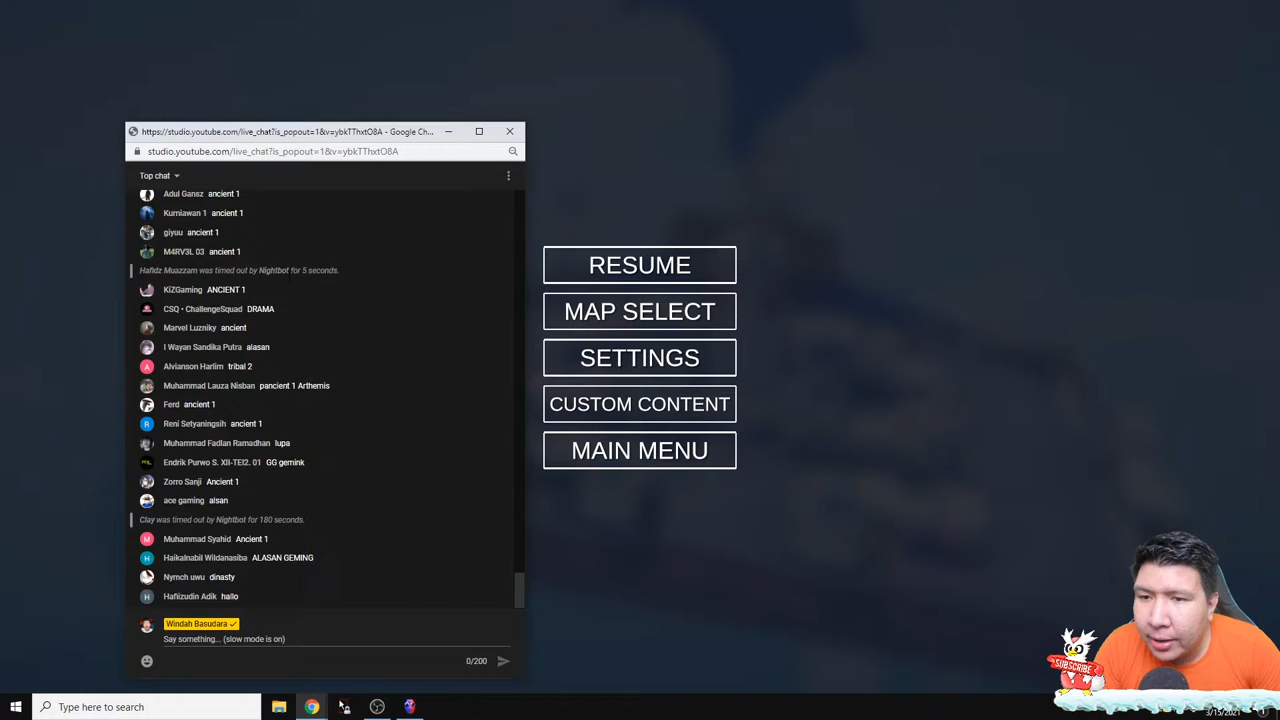 https://studio.youtube.com/live_chat?is_popout=1&v=ybkTThxtO8A - Google Ch...
studio.youtube.com/live_chat?is_popout=1&v=ybkTThxtO8A
Top chat
Adul Gansz ancient 1
Kurniawan 1 ancient 1
giyuu ancient 1
M4RV3L 03 ancient 1
Hafidz Muazzam was timed out by Nightbot for 5 seconds.
KiZGaming ANCIENT 1
CSQ • ChallengeSquad DRAMA
Marvel Luzniky ancient
I Wayan Sandika Putra alasan
A Alvianson Harlim tribal 2
Muhammad Lauza Nisban pancient 1 Arthemis
Ferd ancient 1
R Reni Setyaningsih ancient 1
Muhammad Fadlan Ramadhan lupa
Endrik Purwo S. XII-TEI2. 01 GG gemink
Zorro Sanji Ancient 1
ace gaming alsan
Clay was timed out by Nightbot for 180 seconds.
M Muhammad Syahid Ancient 1
H Haikalnabil Wildanasiba ALASAN GEMING
Nymch uwu dinasty
H Hafiizudin Adik hallo
Windah Basudara
Say something... (slow mode is on)
0/200
RESUME
MAP SELECT
SETTINGS
CUSTOM CONTENT
MAIN MENU
SUBSCRIBE
Type here to search
3/15/2021